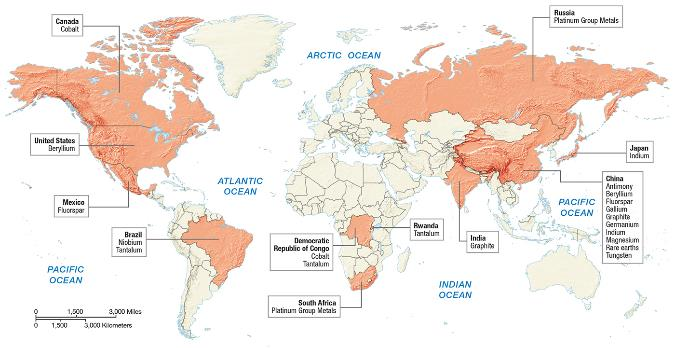 Canada
Cobalt
Russia
Platinum Group Metals
ARCTIC OCEAN
United States
Beryllium
Japan
Indium
ATLANTIC
OCEAN
Mexico
Fluorspar
China
Antimony
Beryllium
Fluorspar
Gallium
Graphite
Germanium
Indium
Magnesium
Rare earths
Tungsten
PACIFIC
OCEAN
Brazil
Niobium
Tantalum
Democratic
Republic of Congo
Cobalt
Tantalum
Rwanda
Tantalum
India
Graphite
PACIFIC
OCEAN
INDIAN
OCEAN
South Africa
Platinum Group Metals
0 1,500 3,000 Miles
0 1,500 3,000 Kilometers